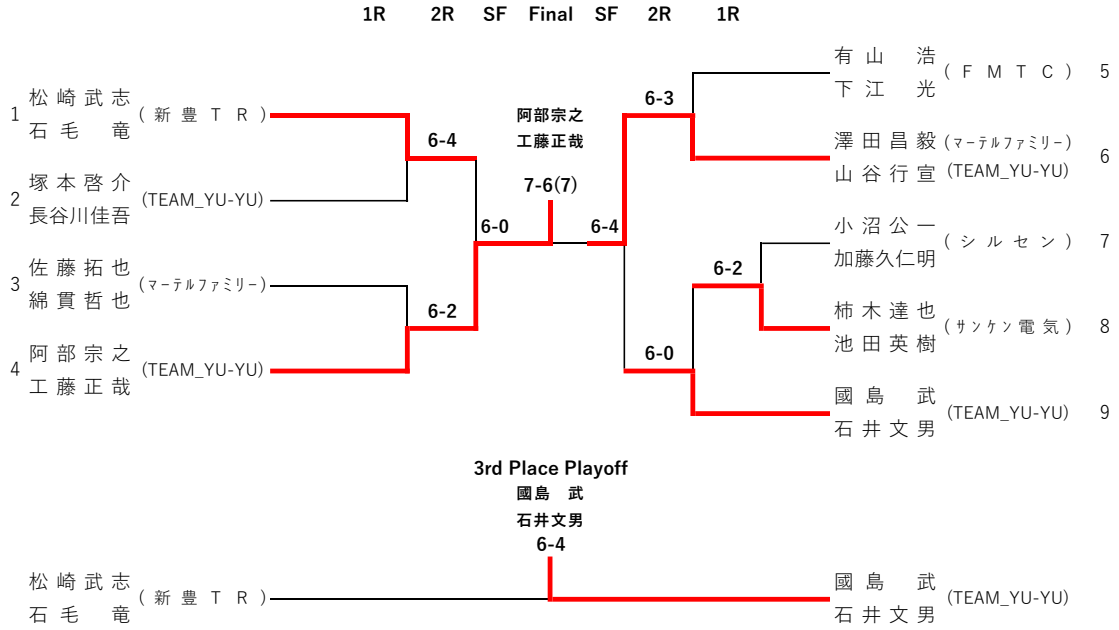 1R 2R SF Final SF 2R 1R
1 松崎武志 (新豊TR)
石毛 竜
6-4
2 塚本啓介 (TEAM_YU-YU)
長谷川佳吾
6-0
3 佐藤拓也 (マーテルファミリー)
綿貫哲也
6-2
4 阿部宗之 (TEAM_YU-YU)
工藤正哉
阿部宗之
工藤正哉
7-6(7)
有山 浩 (FMTC) 5
下江 光
6-3
澤田昌毅 (マーテルファミリー) 6
山谷行宣 (TEAM_YU-YU)
6-4
小沼公一 (シルセン) 7
加藤久仁明
6-2
柿木達也 (サンケン電気) 8
池田英樹
6-0
國島 武 (TEAM_YU-YU) 9
石井文男
3rd Place Playoff
國島 武
石井文男
6-4
松崎武志 (新豊TR)
石毛 竜
國島 武 (TEAM_YU-YU)
石井文男